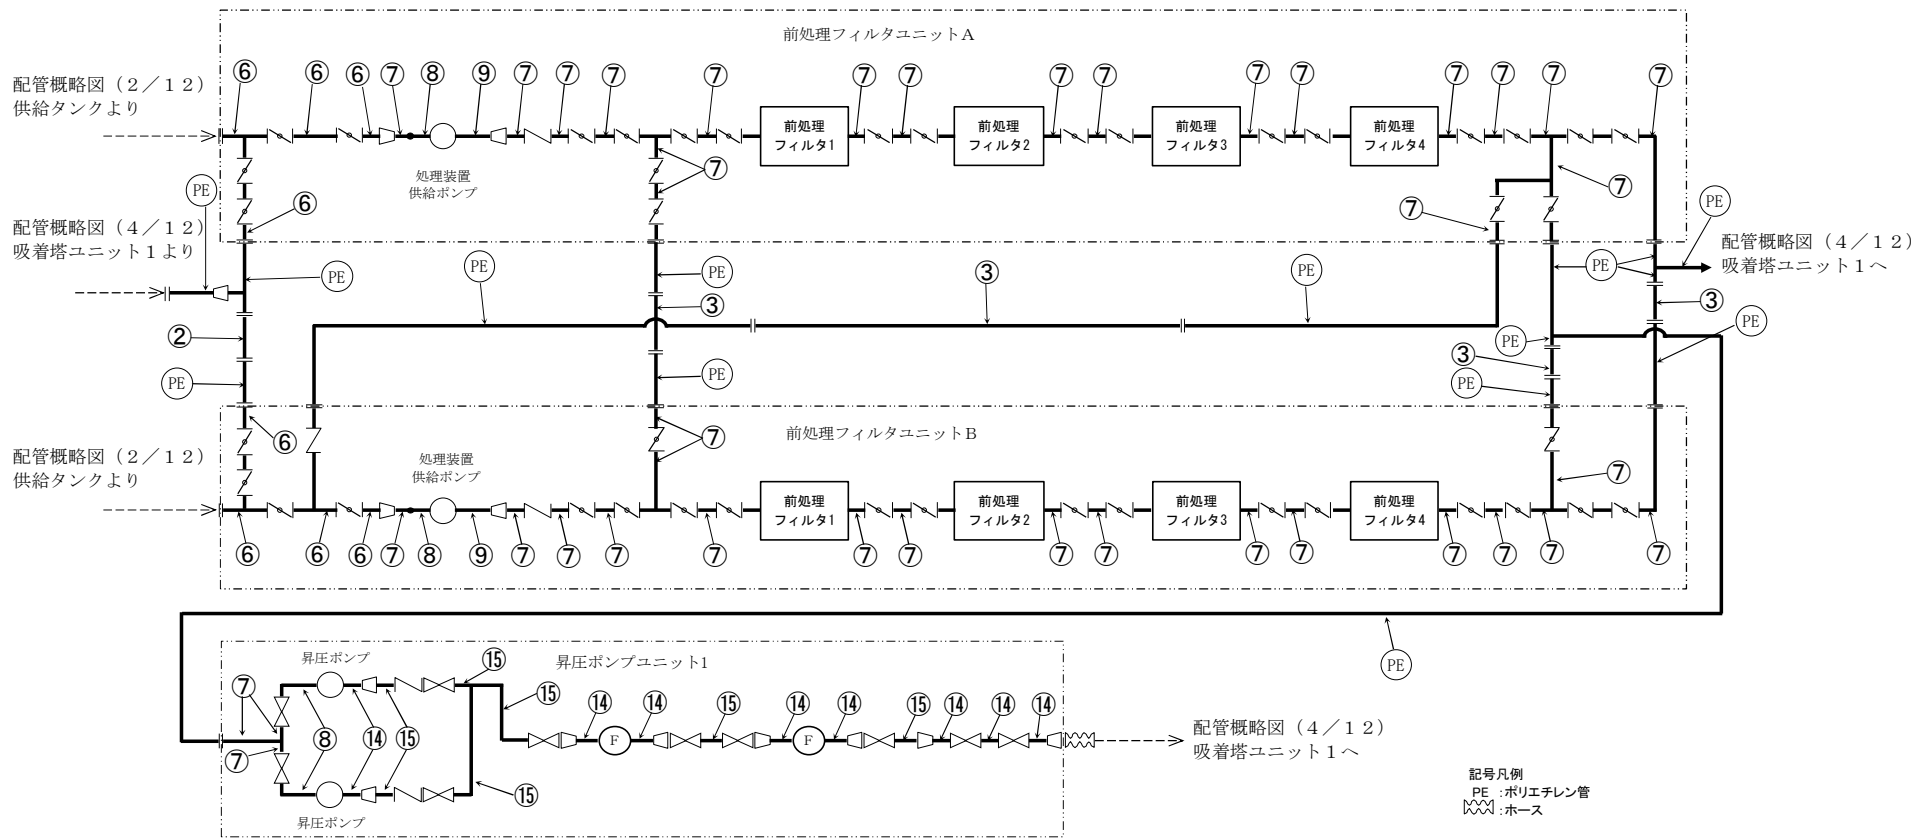 前処理フィルタユニットA
配管概略図（2／12）
供給タンクより
⑥ ⑥ ⑥ ⑦ ⑧ ⑨ ⑦ ⑦ ⑦ ⑦ ⑦ ⑦ ⑦ ⑦ ⑦ ⑦ ⑦ ⑦ ⑦ ⑦
前処理
フィルタ1
前処理
フィルタ2
前処理
フィルタ3
前処理
フィルタ4
処理装置
供給ポンプ
⑦
⑦
PE
⑥
⑦
PE
配管概略図（4／12）
吸着塔ユニット1より
配管概略図（4／12）
吸着塔ユニット1へ
PE
PE
PE
③
PE
PE
③
③
②
PE
PE
③
PE
PE
PE
⑥
⑦
前処理フィルタユニットB
配管概略図（2／12）
供給タンクより
処理装置
供給ポンプ
⑦
前処理
フィルタ1
前処理
フィルタ2
前処理
フィルタ3
前処理
フィルタ4
⑥ ⑥ ⑥ ⑦ ⑧ ⑨ ⑦ ⑦ ⑦ ⑦ ⑦ ⑦ ⑦ ⑦ ⑦ ⑦ ⑦ ⑦ ⑦ ⑦
PE
昇圧ポンプ
⑮
昇圧ポンプユニット1
⑦
⑮
⑭
F
⑭
⑮
⑭
F
⑭
⑮
⑭
⑭
⑭
⑧
⑭
⑮
⑦
配管概略図（4／12）
吸着塔ユニット1へ
⑮
昇圧ポンプ
記号凡例
PE ：ポリエチレン管
：ホース